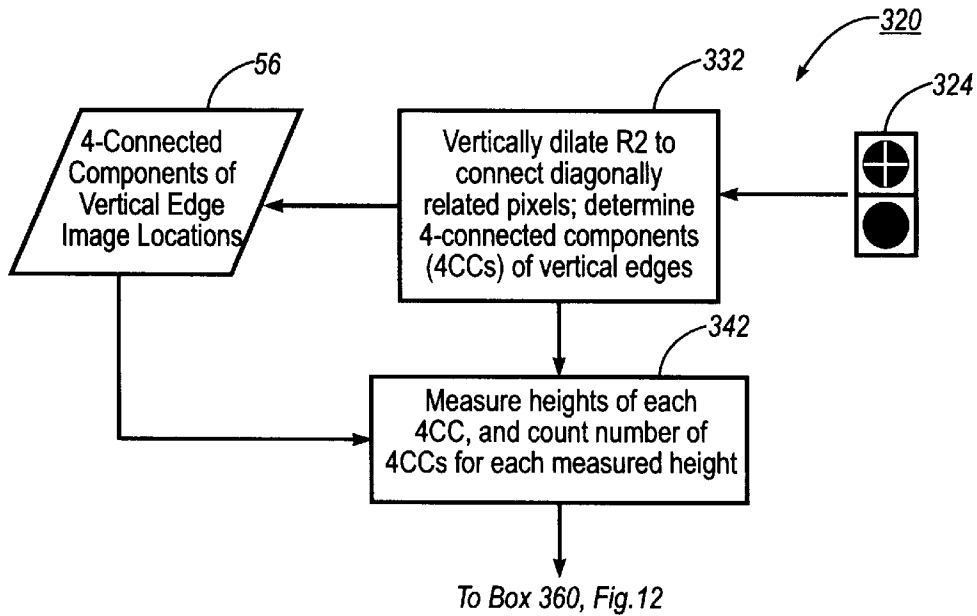 320
56
332
324
4-Connected
Components of
Vertical Edge
Image Locations
Vertically dilate R2 to
connect diagonally
related pixels; determine
4-connected components
(4CCs) of vertical edges
342
Measure heights of each
4CC, and count number of
4CCs for each measured height
To Box 360, Fig.12